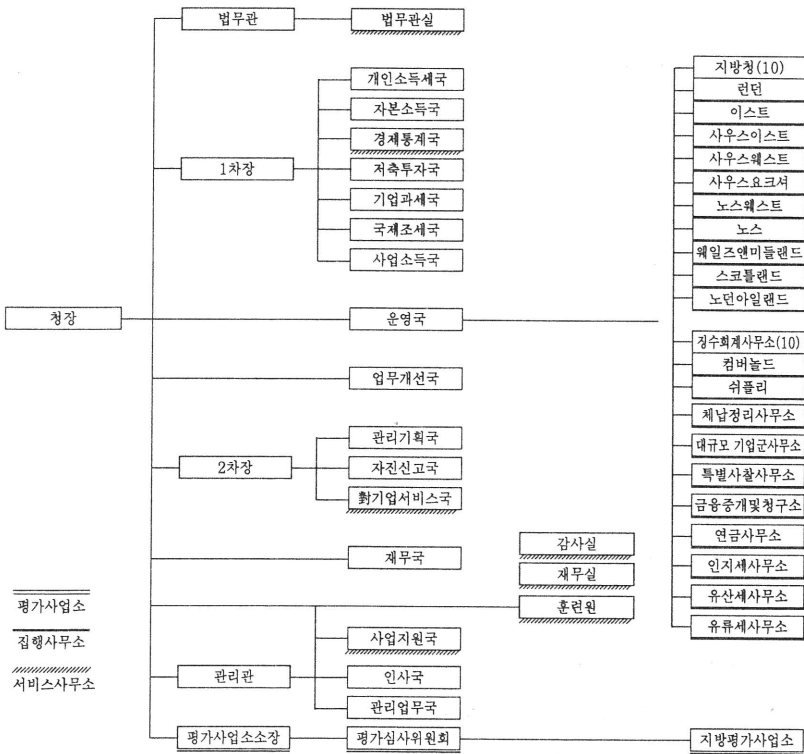 법무관
법무관실
개인소득세국
자본소득국
경제통계국
1차장
저축투자국
기업과세국
국제조세국
사업소득국
청장
운영국
업무개선국
관리기획국
2차장
자진신고국
對기업서비스국
재무국
감사실
재무실
훈련원
사업지원국
관리관
인사국
관리업무국
평가사업소소장
평가심사위원회
지방평가사업소
지방청(10)
런던
이스트
사우스이스트
사우스웨스트
사우스요크셔
노스웨스트
노스
웨일즈앤미들랜드
스코틀랜드
노던아일랜드
징수회계사무소(10)
컴버놀드
쉬플리
체납정리사무소
대규모 기업군사무소
특별사찰사무소
금융중개및청구소
연금사무소
인지세사무소
유산세사무소
유류세사무소
평가사업소
집행사무소
서비스사무소